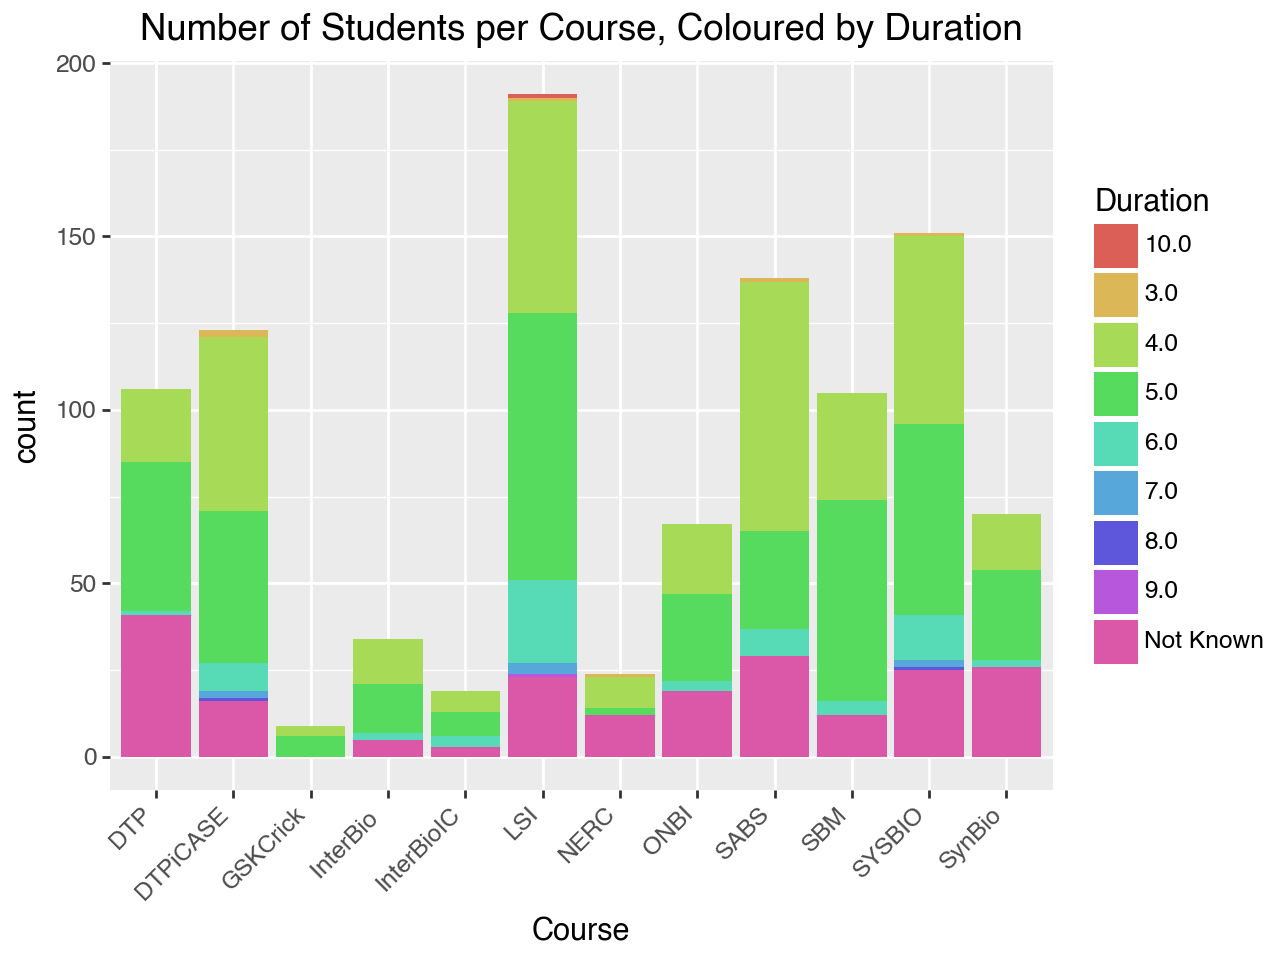 Number of Students per Course, Coloured by Duration
200
150
100
50
0
count
DTP
DTPiCASE
GSKCrick
InterBio
InterBioIC
LSI
NERC
ONBI
SABS
SBM
SYSBIO
SynBio
Course
Duration
10.0
3.0
4.0
5.0
6.0
7.0
8.0
9.0
Not Known